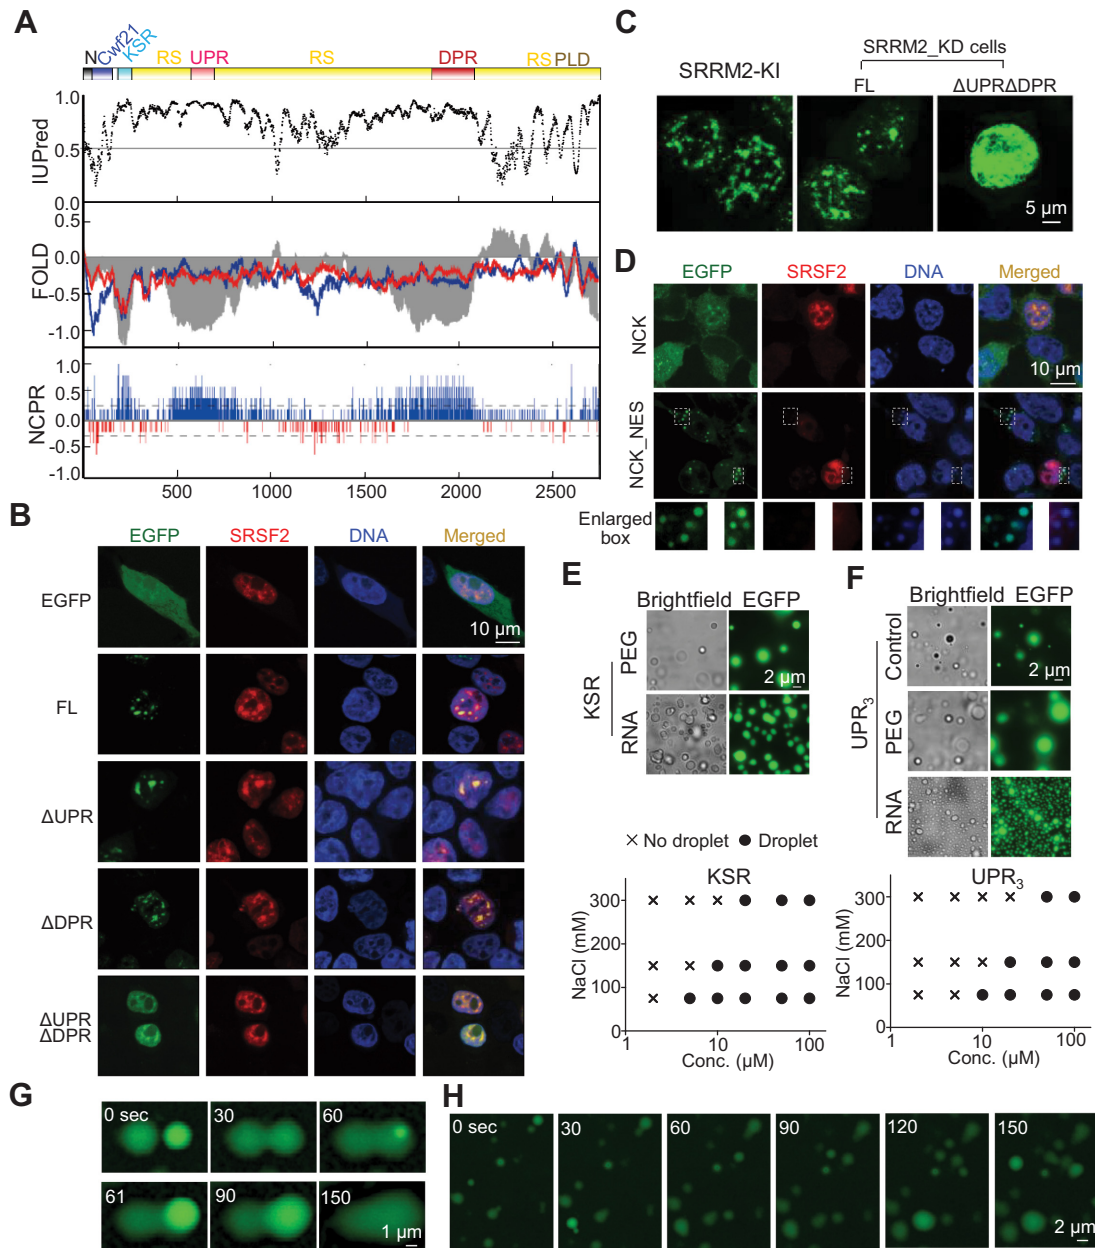 A
N Cwf21 KSR RS UPR RS DPR RS PLD
1.0
IUPred
0.5
0.0
0.5
0.0
FOLD
-0.5
-1.0
1.0
0.5
0.0
NCPR
-0.5
-1.0
500 1000 1500 2000 2500
B
EGFP SRSF2 DNA Merged
EGFP
10 µm
FL
ΔUPR
ΔDPR
ΔUPR
ΔDPR
C
SRRM2_KD cells
SRRM2-KI FL ΔUPRΔDPR
5 µm
D
EGFP SRSF2 DNA Merged
NCK
10 µm
NCK_NES
Enlarged
box
E
Brightfield EGFP
KSR
PEG
2 µm
RNA
F
Brightfield EGFP
UPR3
Control
2 µm
PEG
RNA
× No droplet ● Droplet
KSR
NaCl (mM)
300
200
100
0
1 10 100
Conc. (µM)
UPR3
NaCl (mM)
300
200
100
0
1 10 100
Conc. (µM)
G
0 sec 30 60
61 90 150
1 µm
H
0 sec 30 60 90 120 150
2 µm